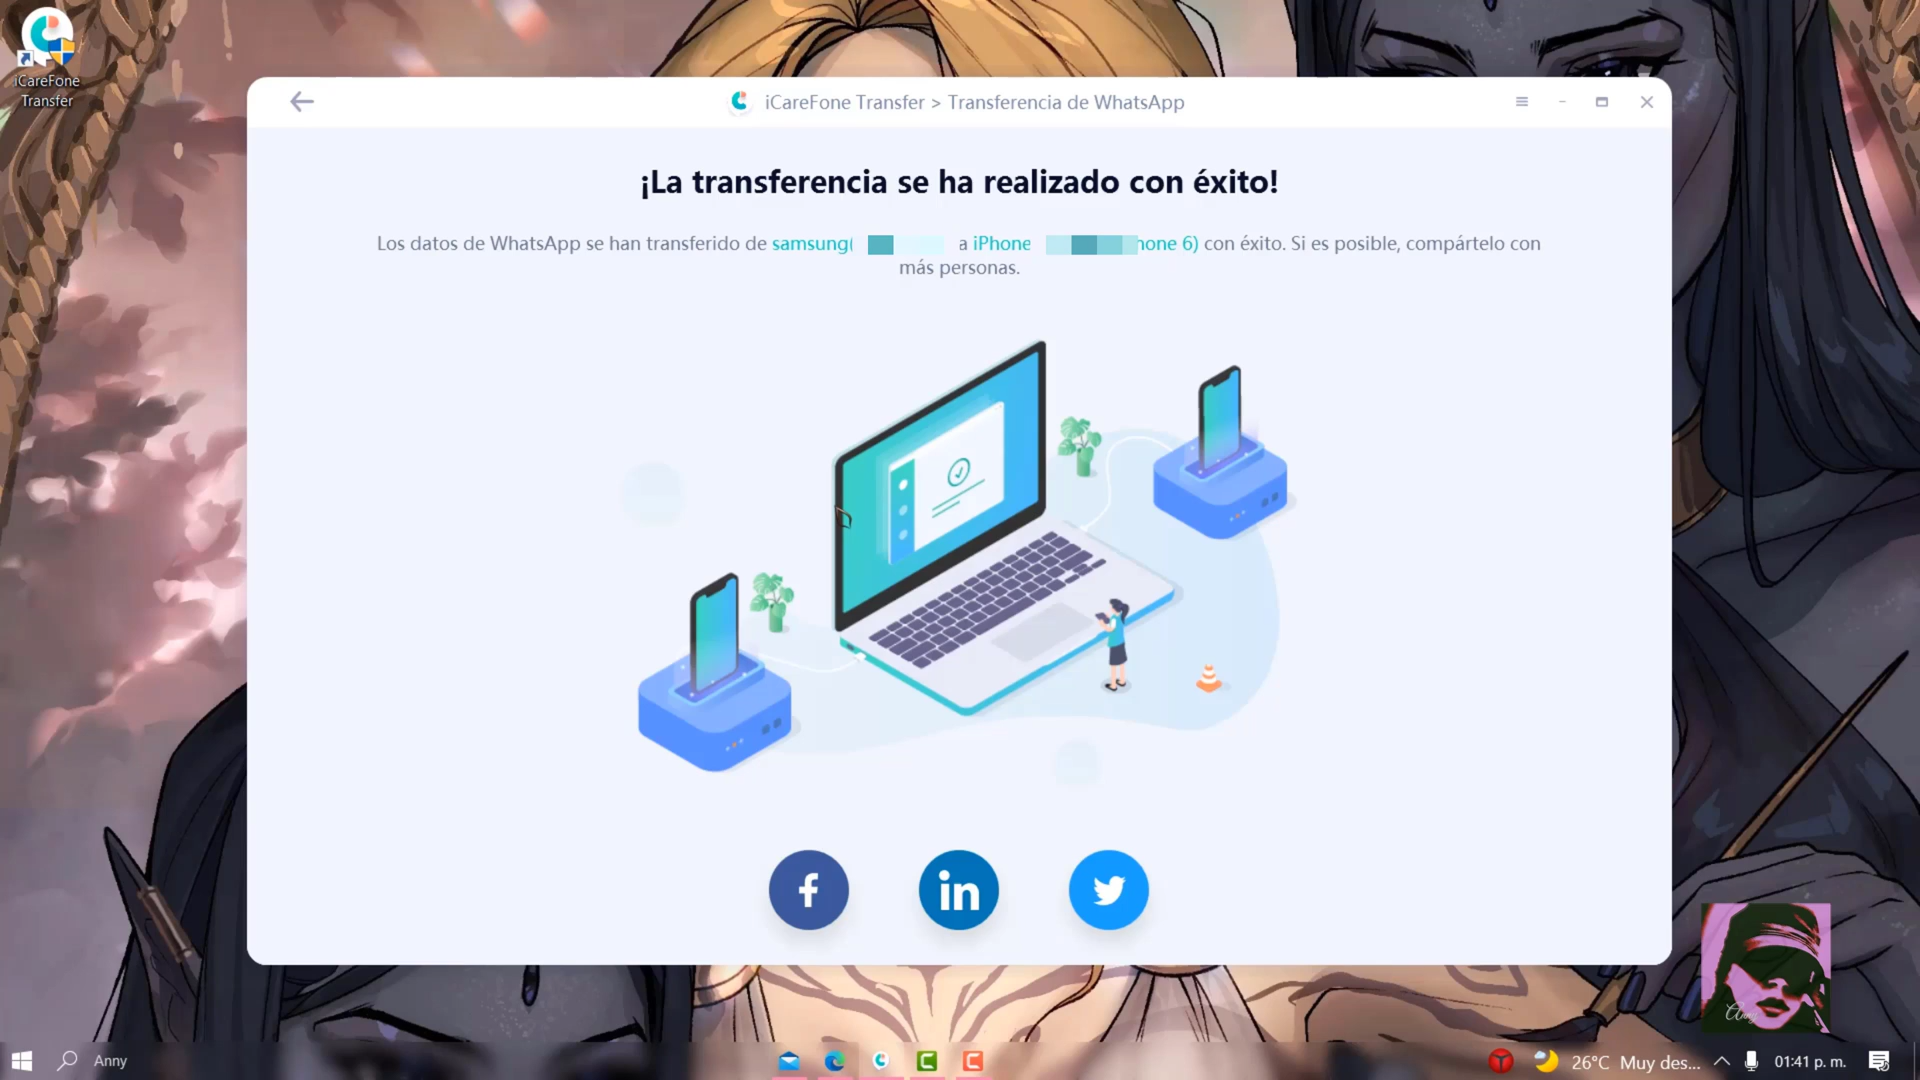 iCareFone
Transfer
iCareFone Transfer > Transferencia de WhatsApp
¡La transferencia se ha realizado con éxito!
Los datos de WhatsApp se han transferido de samsung( a iPhone hone 6) con éxito. Si es posible, compártelo con
más personas.
f
in
Anny
26°C Muy des...
01:41 p. m.